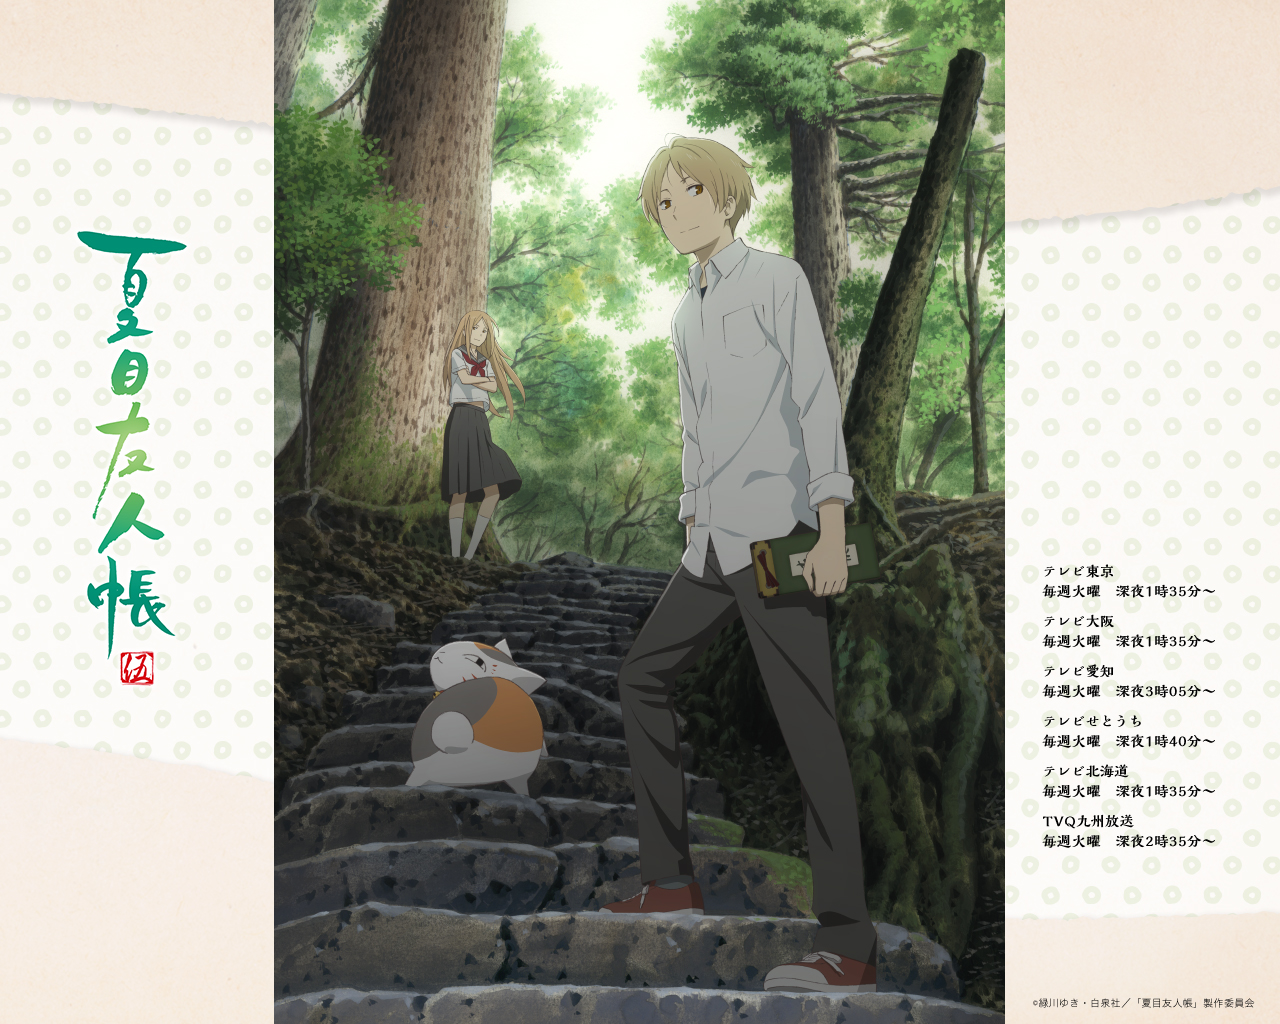 夏目友人帳
伍
テレビ東京
毎週火曜　深夜1時35分～
テレビ大阪
毎週火曜　深夜1時35分～
テレビ愛知
毎週火曜　深夜3時05分～
テレビせとうち
毎週火曜　深夜1時40分～
テレビ北海道
毎週火曜　深夜1時35分～
TVQ九州放送
毎週火曜　深夜2時35分～
©緑川ゆき・白泉社／「夏目友人帳」製作委員会